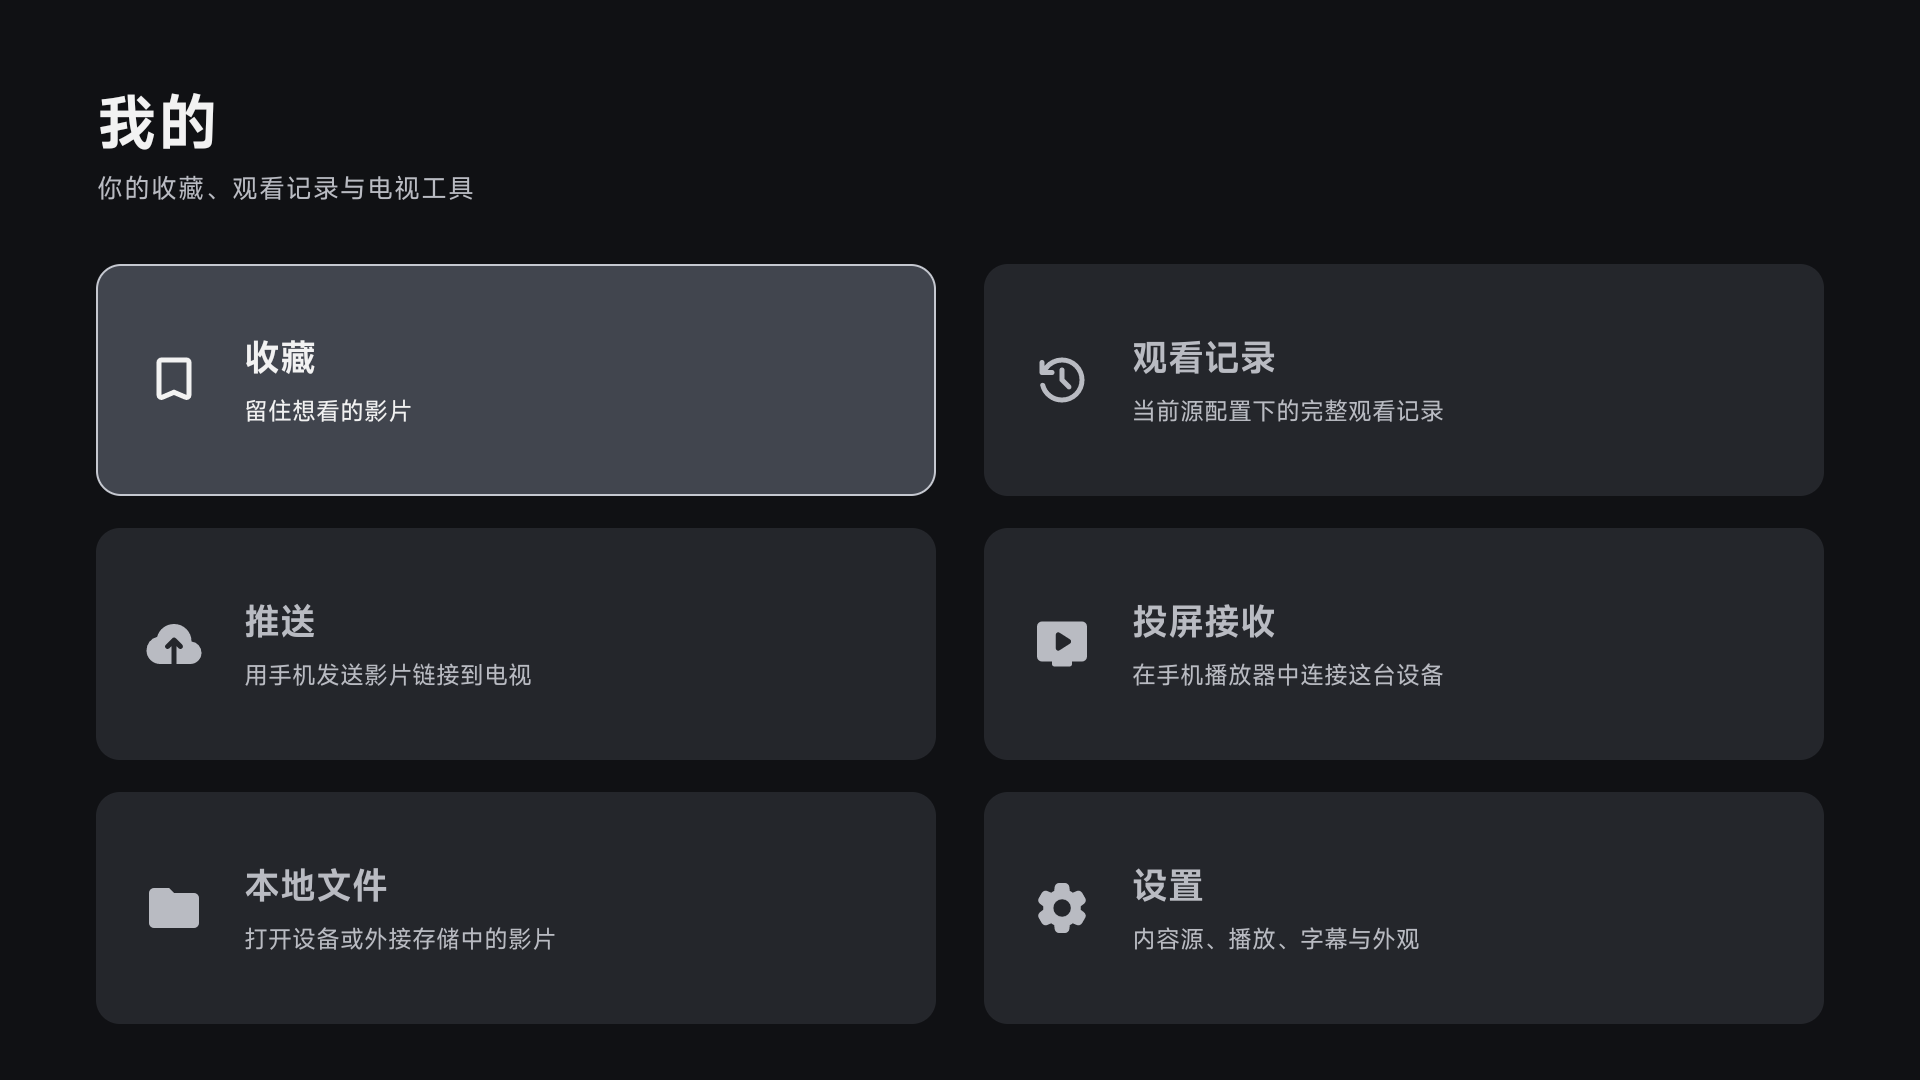 我的
你的收藏、观看记录与电视工具
收藏
留住想看的影片
观看记录
当前源配置下的完整观看记录
推送
用手机发送影片链接到电视
投屏接收
在手机播放器中连接这台设备
本地文件
打开设备或外接存储中的影片
设置
内容源、播放、字幕与外观